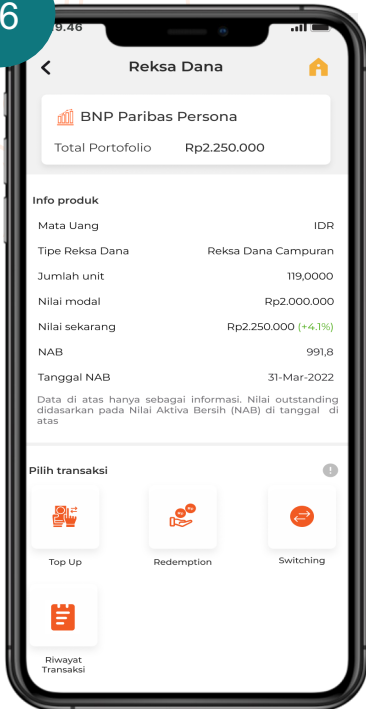 6
9.46
Reksa Dana
BNP Paribas Persona
Total Portofolio Rp2.250.000
Info produk
Mata Uang IDR
Tipe Reksa Dana Reksa Dana Campuran
Jumlah unit 119,0000
Nilai modal Rp2.000.000
Nilai sekarang Rp2.250.000 (+4.1%)
NAB 991,8
Tanggal NAB 31-Mar-2022
Data di atas hanya sebagai informasi. Nilai outstanding
didasarkan pada Nilai Aktiva Bersih (NAB) di tanggal di
atas
Pilih transaksi
Top Up Redemption Switching
Riwayat
Transaksi